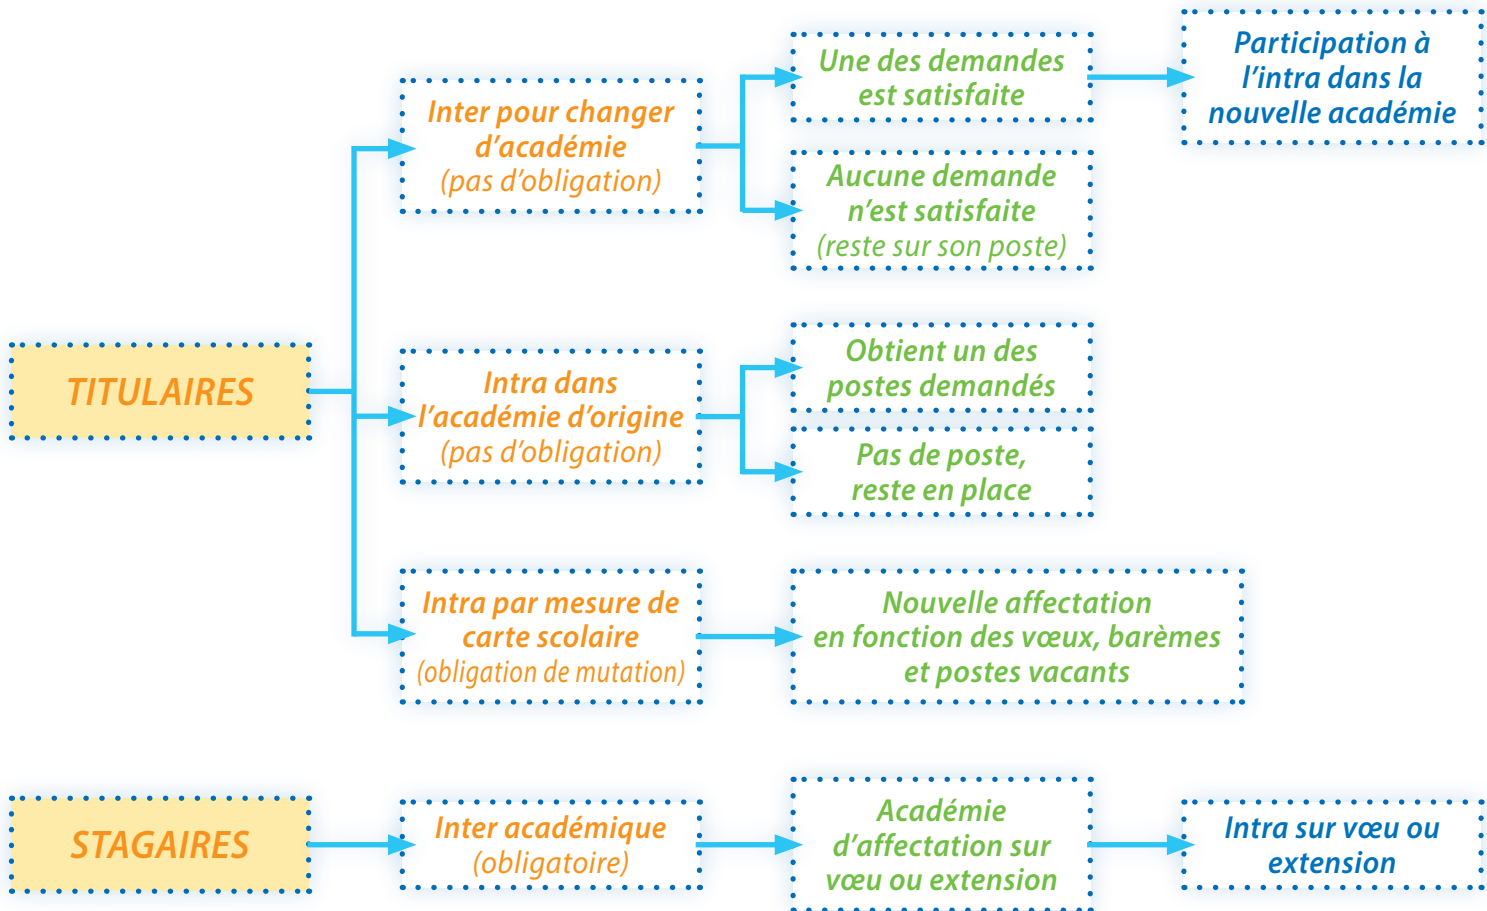 Une des demandes
est satisfaite
Participation à
l'intra dans la
nouvelle académie
Inter pour changer
d'académie
(pas d'obligation)
Aucune demande
n'est satisfaite
(reste sur son poste)
TITULAIRES
Intra dans
l'académie d'origine
(pas d'obligation)
Obtient un des
postes demandés
Pas de poste,
reste en place
Intra par mesure de
carte scolaire
(obligation de mutation)
Nouvelle affectation
en fonction des vœux, barèmes
et postes vacants
STAGAIRES
Inter académique
(obligatoire)
Académie
d'affectation sur
vœu ou extension
Intra sur vœu ou
extension